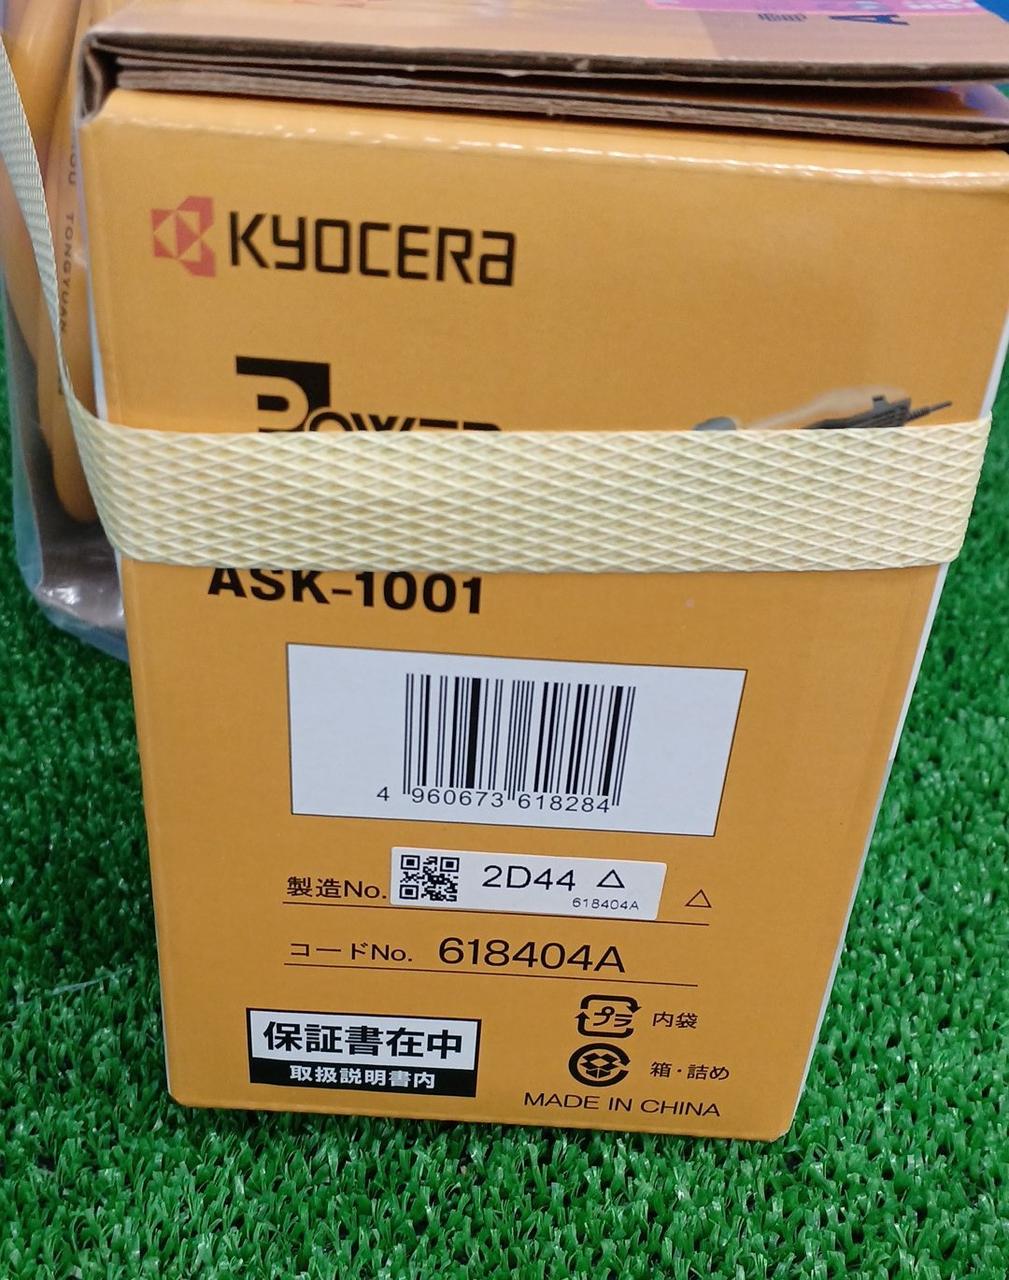 KYOCERA
POWER
ASK-1001
4 960673 618284
製造No. 2D44 △ △
618404A
コードNo. 618404A
保証書在中
取扱説明書内
プラ 内袋
箱・詰め
MADE IN CHINA
TONGYUAN